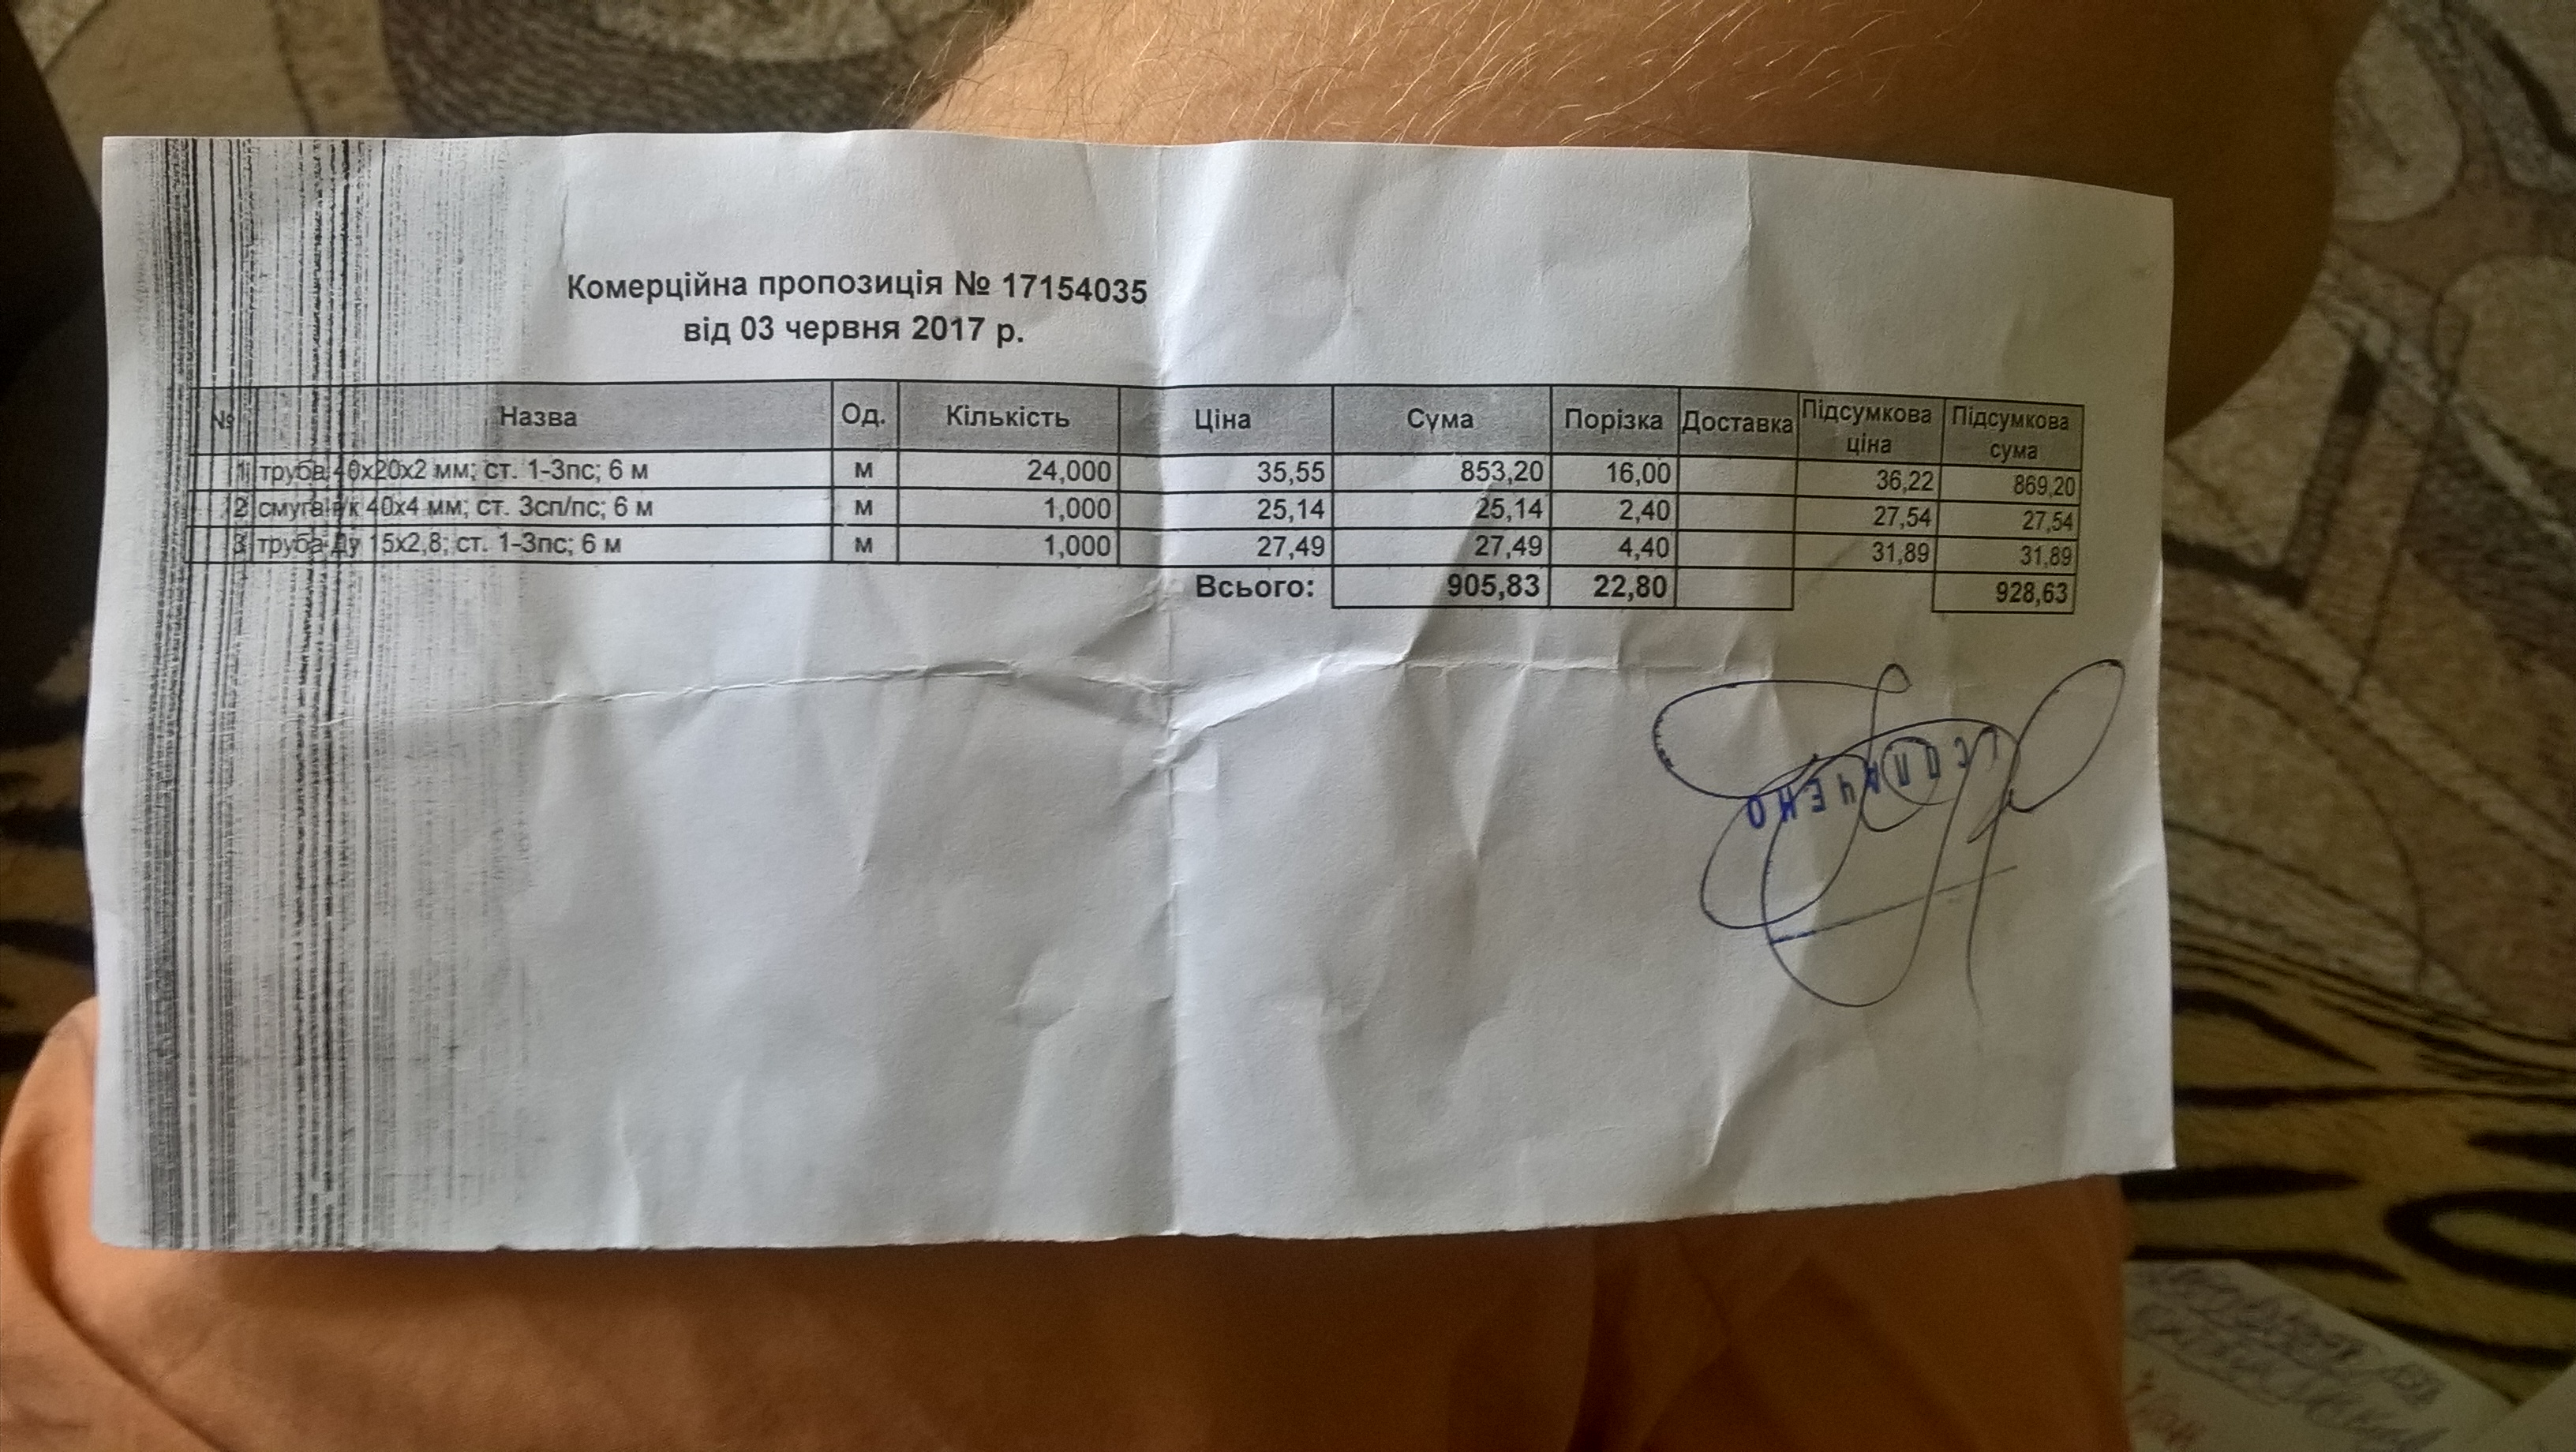 Комерційна пропозиція № 17154035
від 03 червня 2017 р.
№ Назва Од. Кількість Ціна Сума Порізка Доставка Підсумкова ціна Підсумкова сума
1 труба 40х20х2 мм; ст. 1-3пс; 6 м м 24,000 35,55 853,20 16,00 36,22 869,20
2 смуга г/к 40х4 мм; ст. 3сп/пс; 6 м м 1,000 25,14 25,14 2,40 27,54 27,54
3 труба Ду 15х2,8; ст. 1-3пс; 6 м м 1,000 27,49 27,49 4,40 31,89 31,89
Всього: 905,83 22,80 928,63